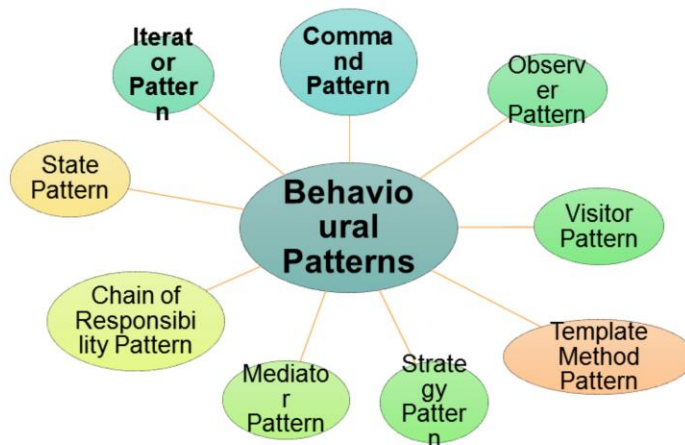 Iterat
or
Patter
n
Comma
nd
Pattern
Observ
er
Pattern
State
Pattern
Behavio
ural
Patterns
Visitor
Pattern
Chain of
Responsibi
lity Pattern
Template
Method
Pattern
Mediato
r
Pattern
Strate
gy
Patter
n